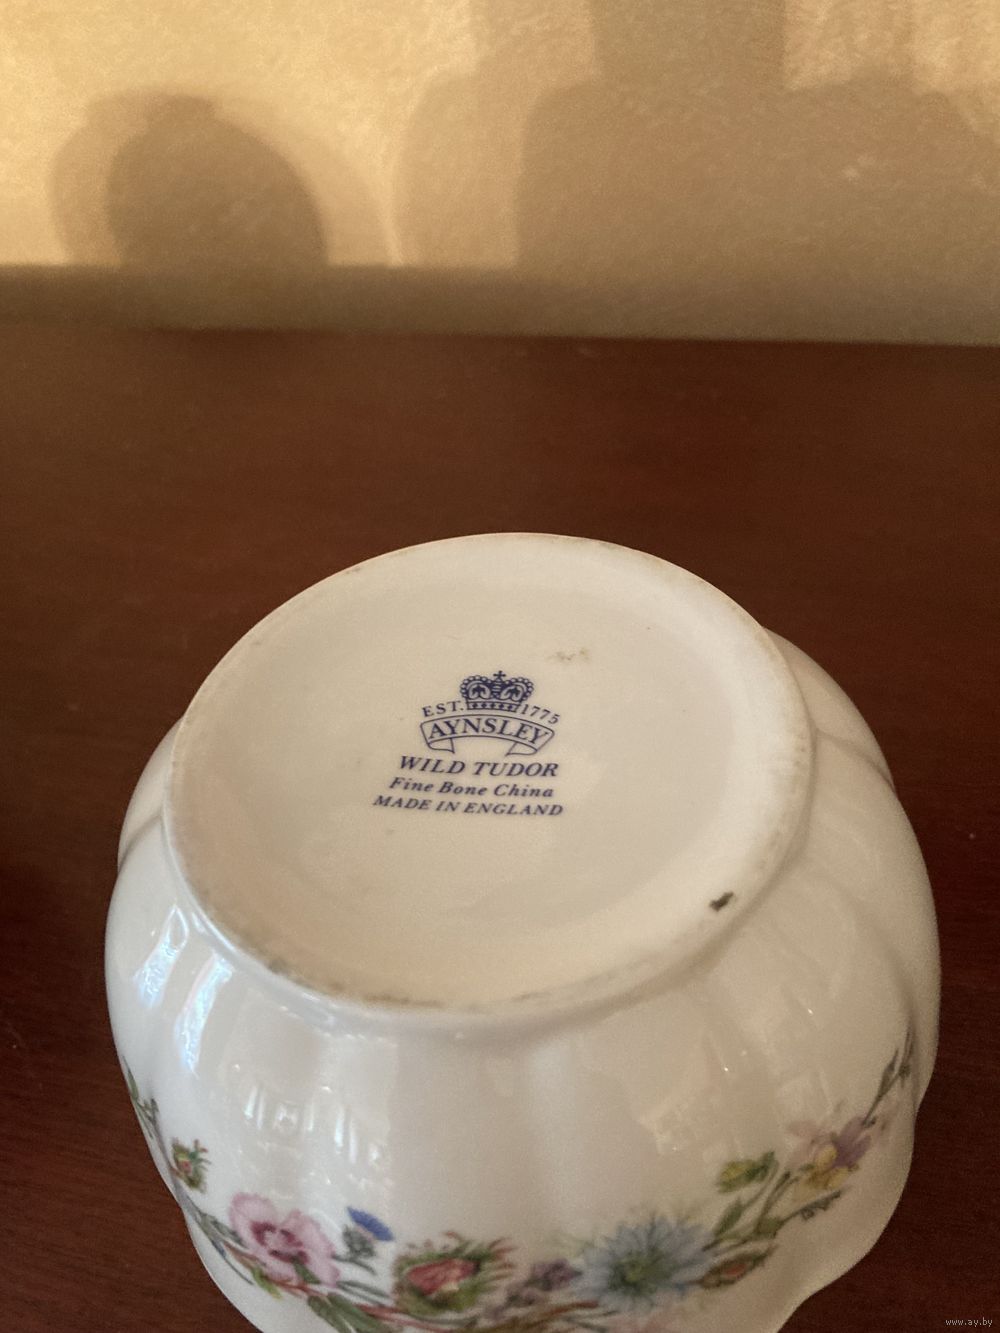 EST. 1775
AYNSLEY
WILD TUDOR
Fine Bone China
MADE IN ENGLAND
www.ay.by